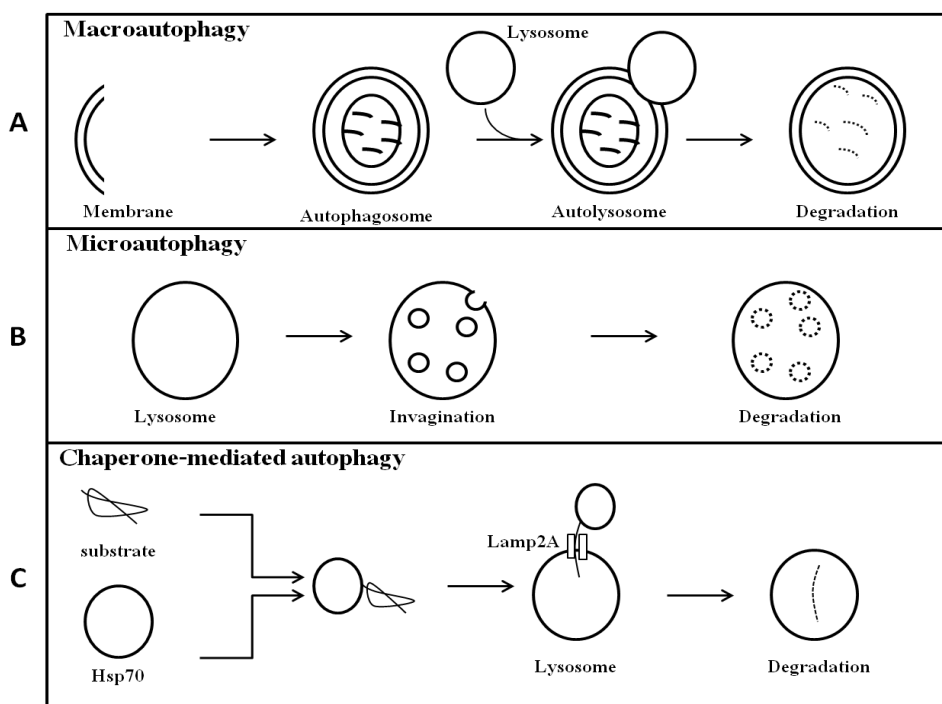 A
Macroautophagy
Lysosome
Membrane
Autophagosome
Autolysosome
Degradation
B
Microautophagy
Lysosome
Invagination
Degradation
C
Chaperone-mediated autophagy
substrate
Hsp70
Lamp2A
Lysosome
Degradation